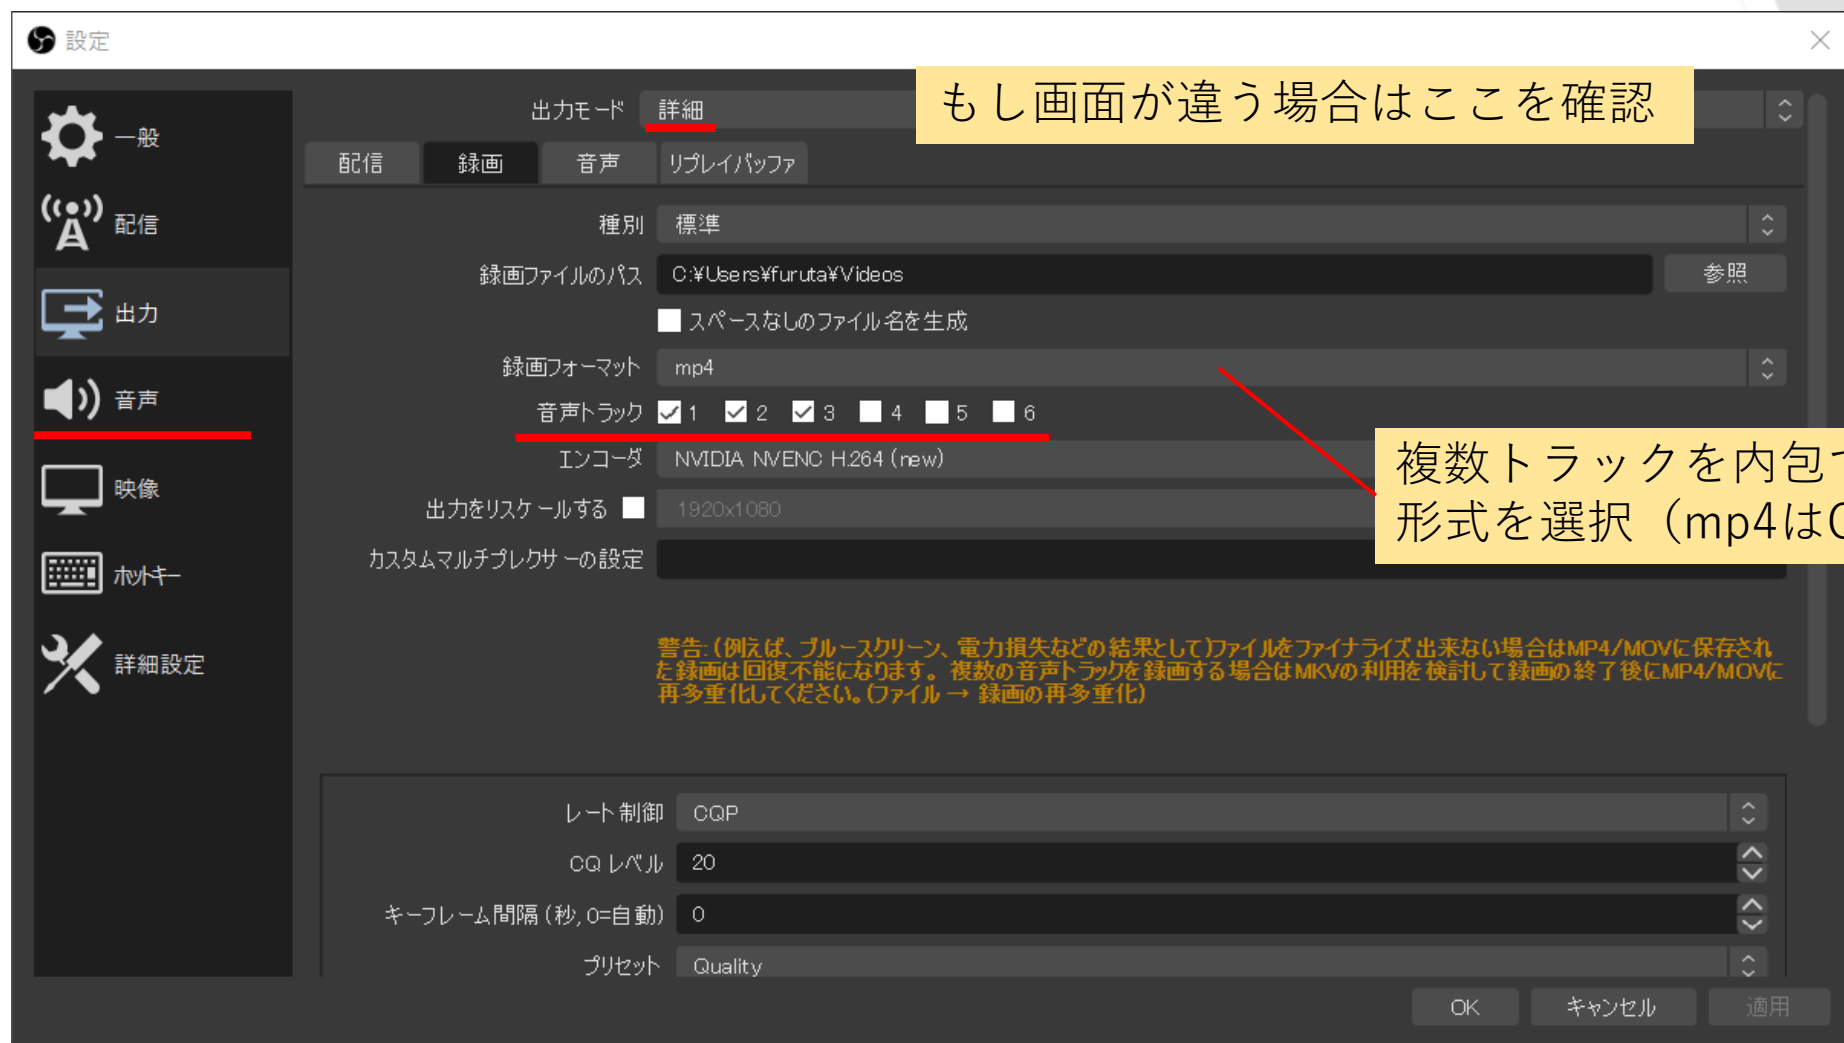 設定
もし画面が違う場合はここを確認
出力モード 詳細
一般
配信 録画 音声 リプレイバッファ
配信
種別 標準
録画ファイルのパス C:¥Users¥furuta¥Videos 参照
出力
スペースなしのファイル名を生成
録画フォーマット mp4
音声
音声トラック 1 2 3 4 5 6
エンコーダ NVIDIA NVENC H.264 (new)
複数トラックを内包
形式を選択（mp4は
映像
出力をリスケールする 1920x1080
カスタムマルチプレクサーの設定
ホットキー
詳細設定
警告: (例えば、ブルースクリーン、電力損失などの結果として)ファイルをファイナライズ出来ない場合はMP4/MOVに保存され
た録画は回復不能になります。複数の音声トラックを録画する場合はMKVの利用を検討して録画の終了後にMP4/MOVに
再多重化してください。(ファイル → 録画の再多重化)
レート制御 CQP
CQ レベル 20
キーフレーム間隔 (秒, 0=自動) 0
プリセット Quality
OK キャンセル 適用